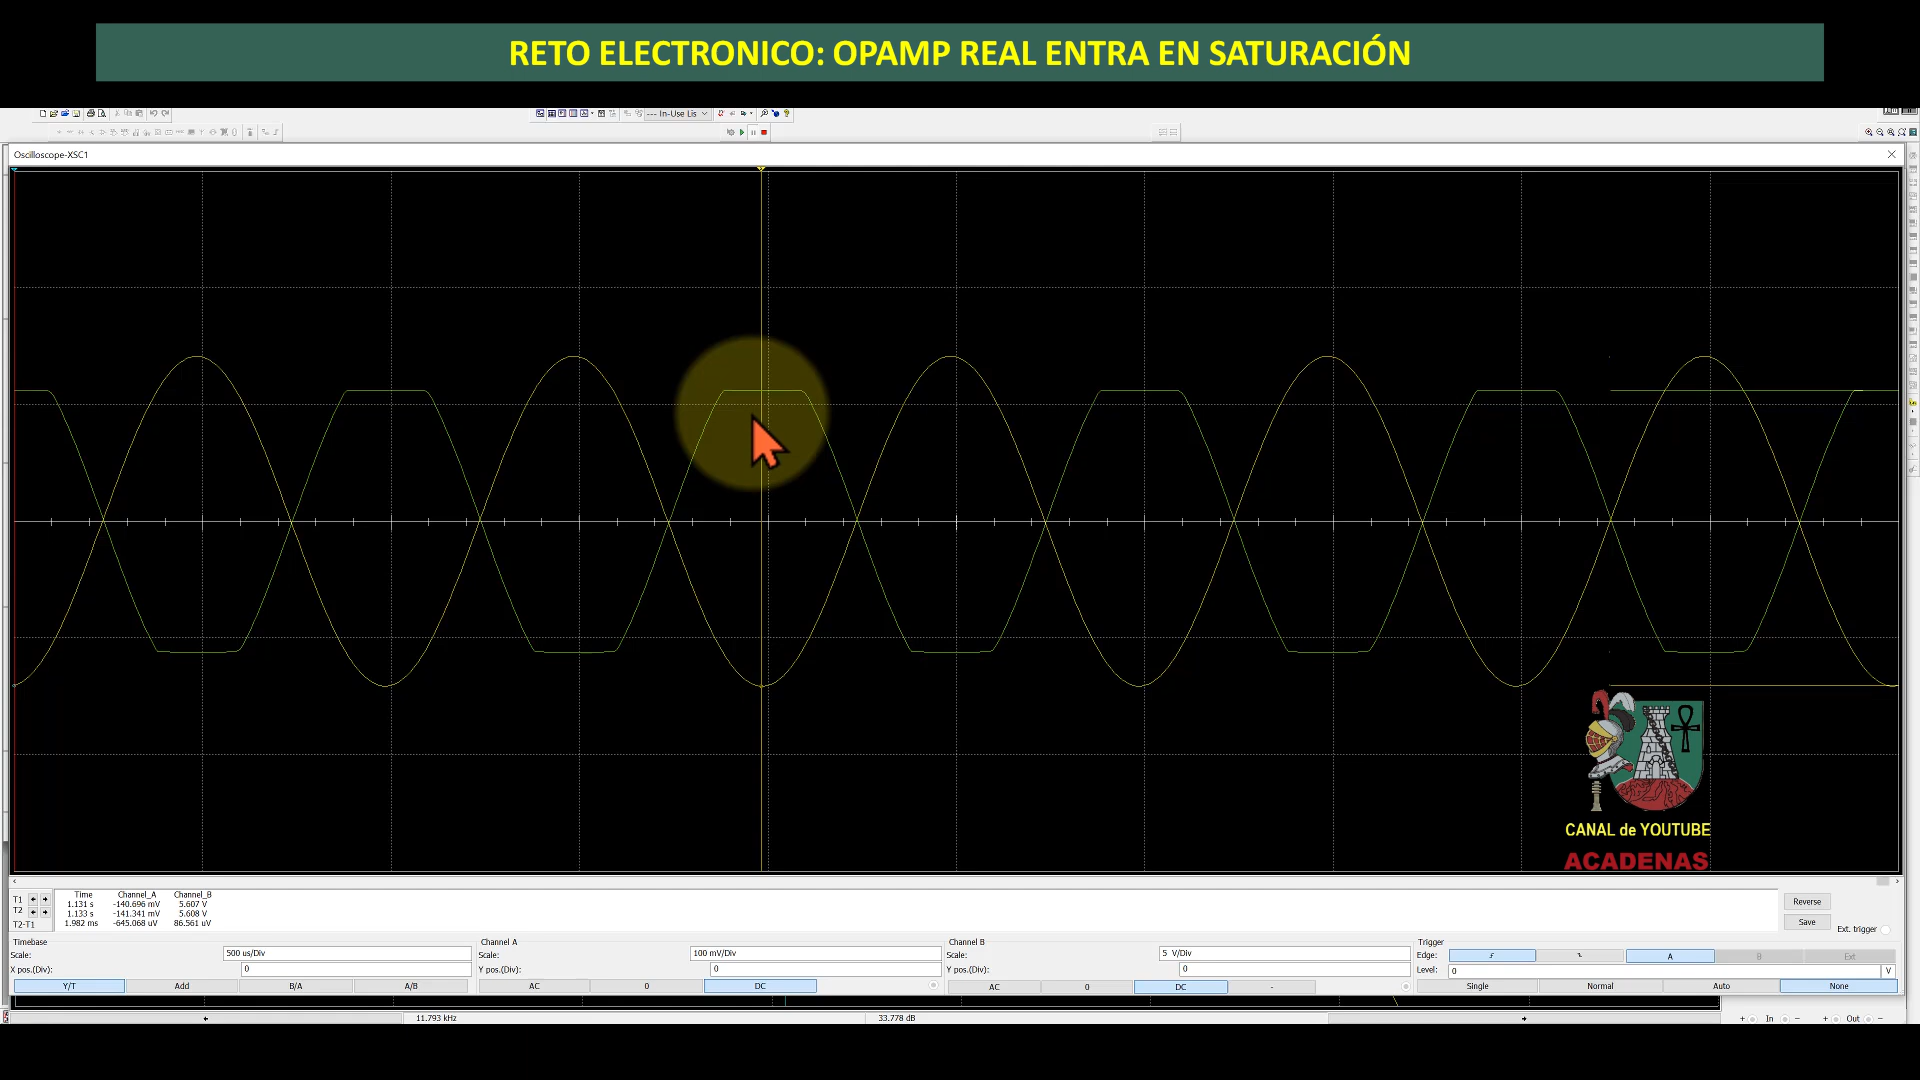 RETO ELECTRONICO: OPAMP REAL ENTRA EN SATURACIÓN
--- In-Use Lis
Oscilloscope-XSC1
CANAL de YOUTUBE
ACADENAS
Time Channel_A Channel_B
T1 1.131 s -140.696 mV 5.607 V
T2 1.133 s -141.341 mV 5.608 V
T2-T1 1.982 ms -645.068 uV 86.561 uV
Reverse
Save
Ext. trigger
Timebase Channel A Channel B Trigger
Scale: 500 us/Div Scale: 100 mV/Div Scale: 5 V/Div Edge: A B Ext
X pos.(Div): 0 Y pos.(Div): 0 Y pos.(Div): 0 Level: 0 V
Y/T Add B/A A/B AC 0 DC AC 0 DC - Single Normal Auto None
11.793 kHz 33.778 dB + In - + Out -